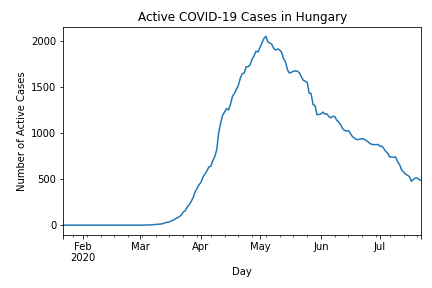 Active COVID-19 Cases in Hungary
Number of Active Cases
2000
1500
1000
500
0
Feb Mar Apr May Jun Jul
2020
Day